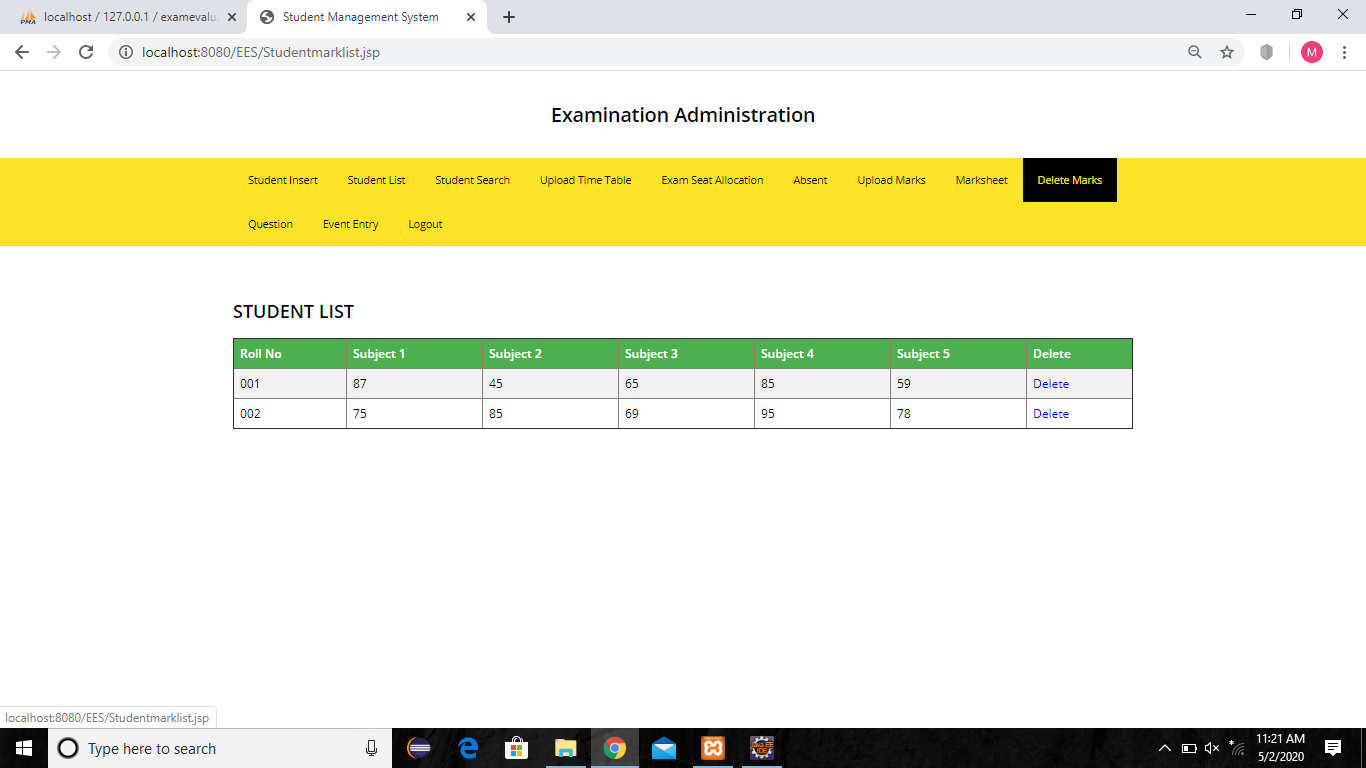 localhost / 127.0.0.1 / examevalu
Student Management System
localhost:8080/EES/Studentmarklist.jsp
M
Examination Administration
Student Insert Student List Student Search Upload Time Table Exam Seat Allocation Absent Upload Marks Marksheet Delete Marks
Question Event Entry Logout
STUDENT LIST
Roll No Subject 1 Subject 2 Subject 3 Subject 4 Subject 5 Delete
001 87 45 65 85 59 Delete
002 75 85 69 95 78 Delete
localhost:8080/EES/Studentmarklist.jsp
Type here to search
11:21 AM
5/2/2020